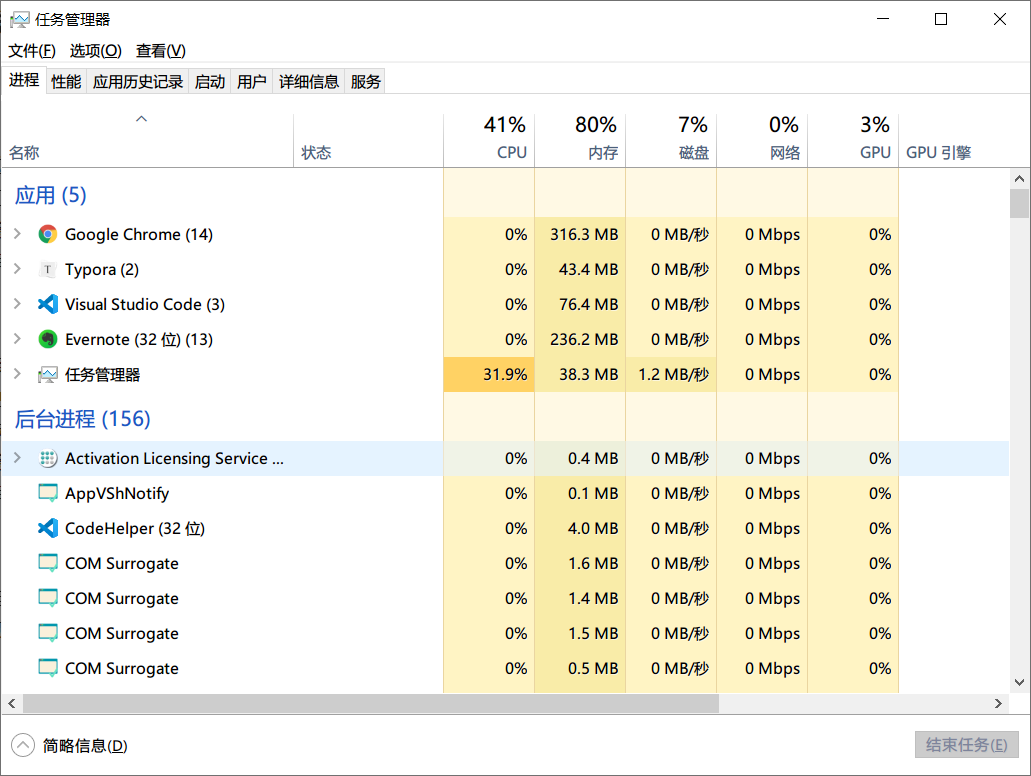 任务管理器
文件(F) 选项(O) 查看(V)
进程 性能 应用历史记录 启动 用户 详细信息 服务
41% 80% 7% 0% 3%
名称 状态 CPU 内存 磁盘 网络 GPU GPU 引擎
应用 (5)
Google Chrome (14) 0% 316.3 MB 0 MB/秒 0 Mbps 0%
T Typora (2) 0% 43.4 MB 0 MB/秒 0 Mbps 0%
Visual Studio Code (3) 0% 76.4 MB 0 MB/秒 0 Mbps 0%
Evernote (32 位) (13) 0% 236.2 MB 0 MB/秒 0 Mbps 0%
任务管理器 31.9% 38.3 MB 1.2 MB/秒 0 Mbps 0%
后台进程 (156)
Activation Licensing Service ... 0% 0.4 MB 0 MB/秒 0 Mbps 0%
AppVShNotify 0% 0.1 MB 0 MB/秒 0 Mbps 0%
CodeHelper (32 位) 0% 4.0 MB 0 MB/秒 0 Mbps 0%
COM Surrogate 0% 1.6 MB 0 MB/秒 0 Mbps 0%
COM Surrogate 0% 1.4 MB 0 MB/秒 0 Mbps 0%
COM Surrogate 0% 1.5 MB 0 MB/秒 0 Mbps 0%
COM Surrogate 0% 0.5 MB 0 MB/秒 0 Mbps 0%
简略信息(D) 结束任务(E)